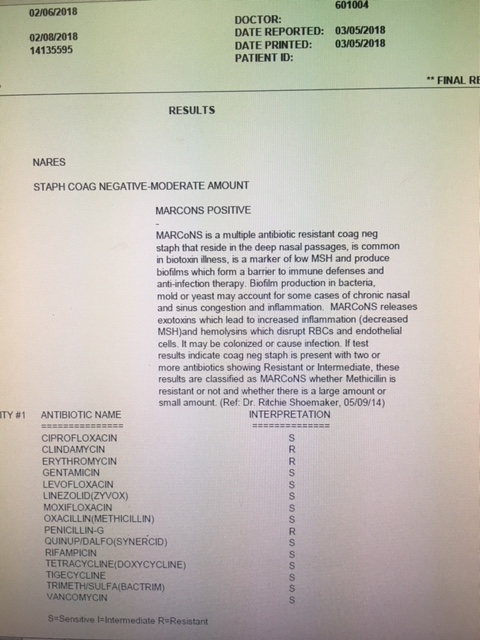 601004
02/06/2018
DOCTOR:
02/08/2018 DATE REPORTED: 03/05/2018
14135595 DATE PRINTED: 03/05/2018
PATIENT ID:
** FINAL RE
RESULTS
NARES
STAPH COAG NEGATIVE-MODERATE AMOUNT
MARCONS POSITIVE
-
MARCoNS is a multiple antibiotic resistant coag neg
staph that reside in the deep nasal passages, is common
in biotoxin illness, is a marker of low MSH and produce
biofilms which form a barrier to immune defenses and
anti-infection therapy. Biofilm production in bacteria,
mold or yeast may account for some cases of chronic nasal
and sinus congestion and inflammation. MARCoNS releases
exotoxins which lead to increased inflammation (decreased
MSH)and hemolysins which disrupt RBCs and endothelial
cells. It may be colonized or cause infection. If test
results indicate coag neg staph is present with two or
more antibiotics showing Resistant or Intermediate, these
results are classified as MARCoNS whether Methicillin is
resistant or not and whether there is a large amount or
small amount. (Ref: Dr. Ritchie Shoemaker, 05/09/14)
ITY #1 ANTIBIOTIC NAME INTERPRETATION
=============== ==============
CIPROFLOXACIN S
CLINDAMYCIN R
ERYTHROMYCIN R
GENTAMICIN S
LEVOFLOXACIN S
LINEZOLID(ZYVOX) S
MOXIFLOXACIN S
OXACILLIN(METHICILLIN) S
PENICILLIN-G R
QUINUP/DALFO(SYNERCID) S
RIFAMPICIN S
TETRACYCLINE(DOXYCYCLINE) S
TIGECYCLINE S
TRIMETH/SULFA(BACTRIM) S
VANCOMYCIN S
S=Sensitive I=Intermediate R=Resistant